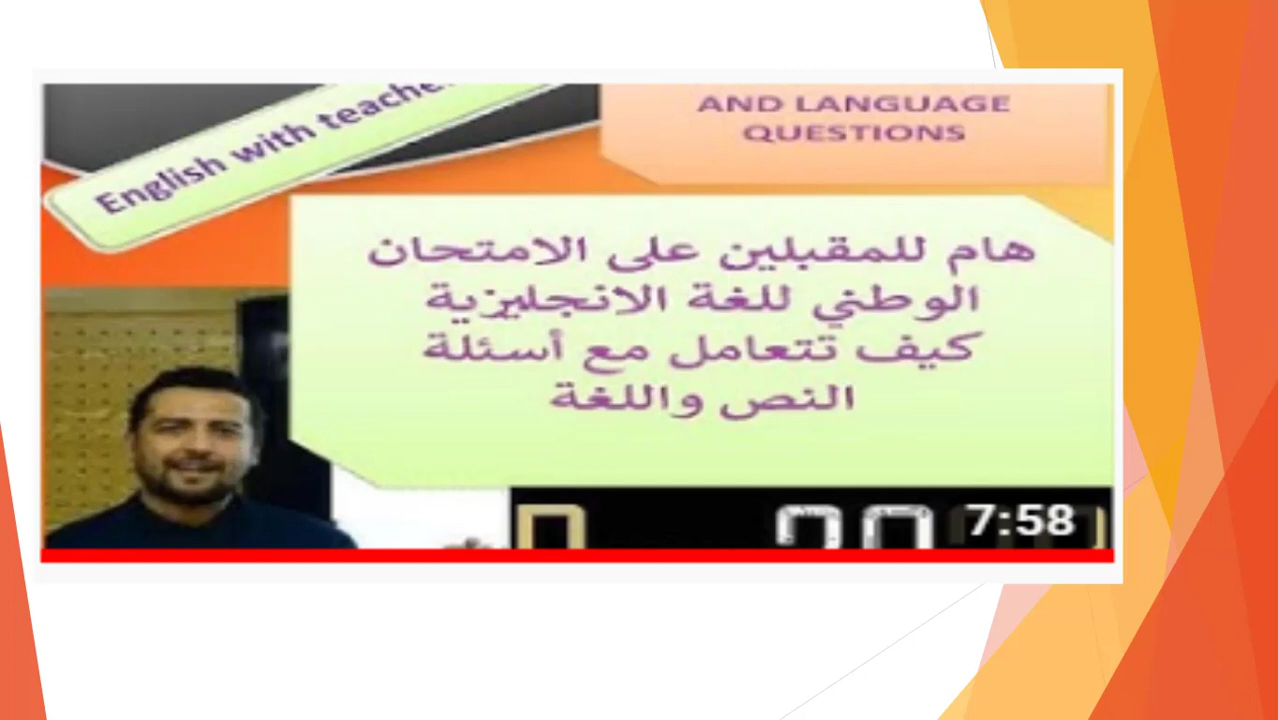 English with teache
AND LANGUAGE
QUESTIONS
هام للمقبلين على الامتحان
الوطني للغة الانجليزية
كيف تتعامل مع أسئلة
النص واللغة
7:58